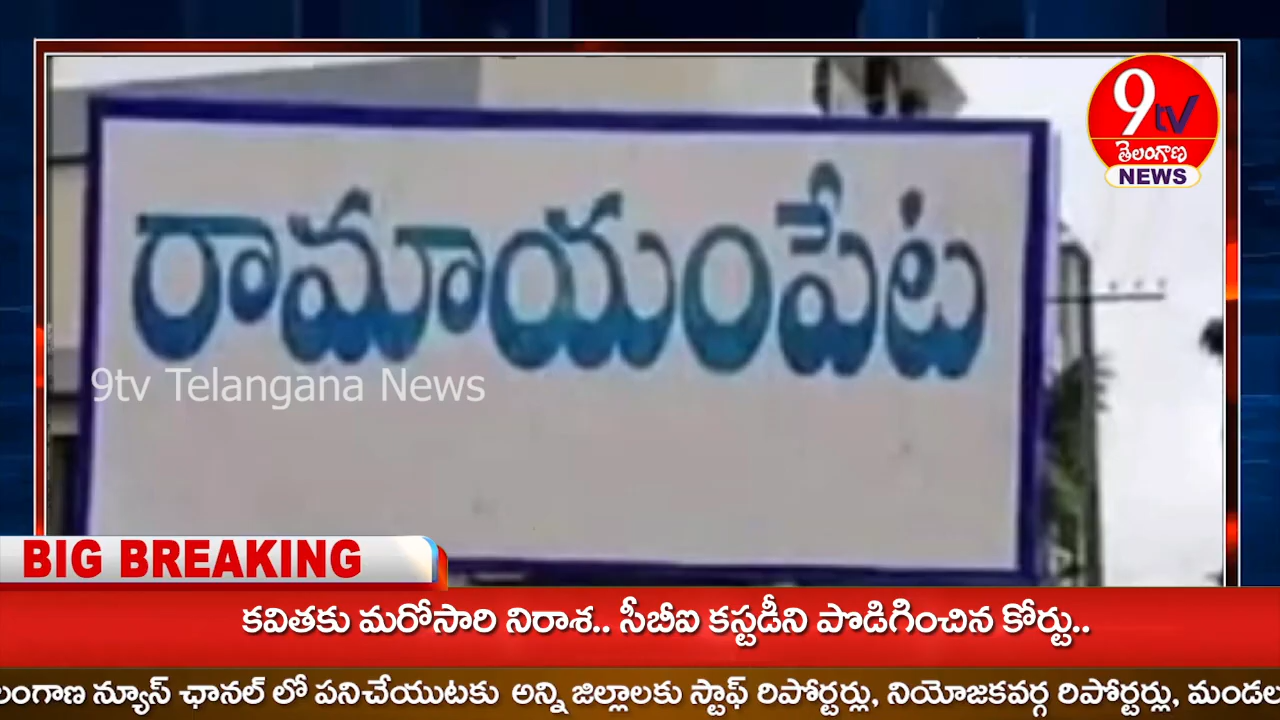 9tv
తెలంగాణ
NEWS
రామాయంపేట
9tv Telangana News
BIG BREAKING
కవితకు మరోసారి నిరాశ.. సీబీఐ కస్టడీని పొడిగించిన కోర్టు..
లంగాణ న్యూస్ ఛానల్ లో పనిచేయుటకు అన్ని జిల్లాలకు స్టాఫ్ రిపోర్టర్లు, నియోజకవర్గ రిపోర్టర్లు, మండల